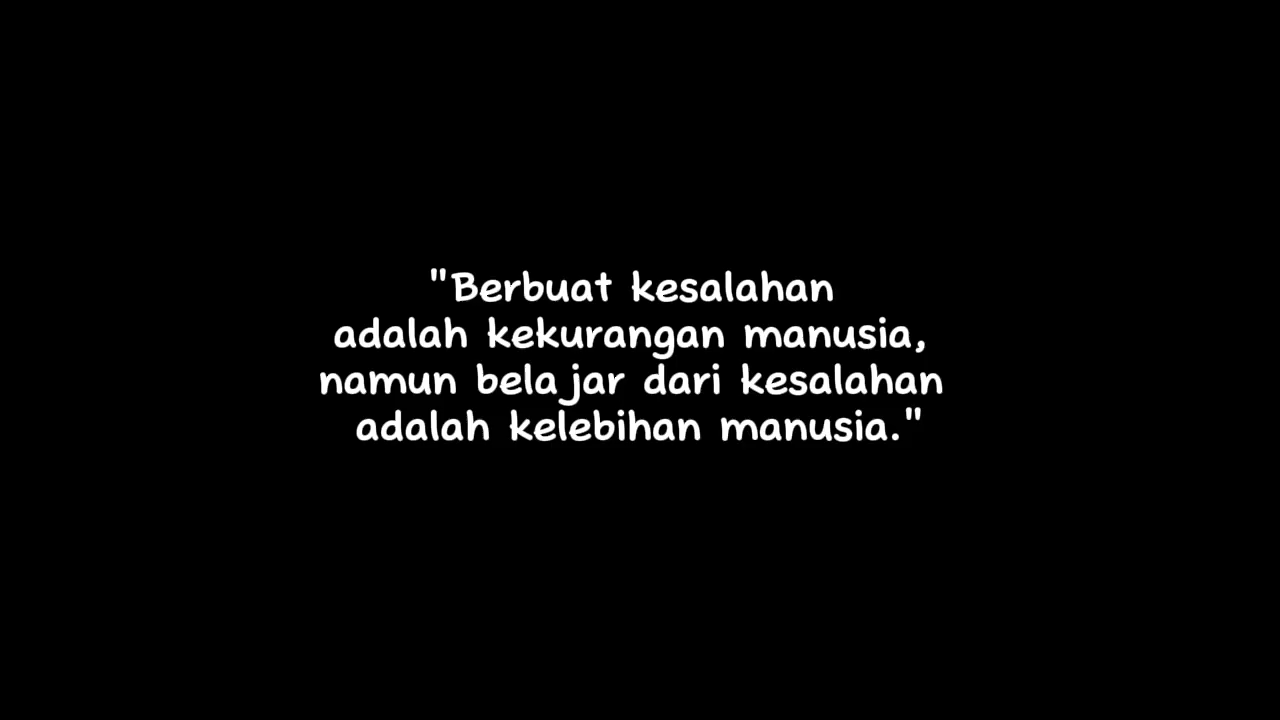 "Berbuat kesalahan
adalah kekurangan manusia,
namun belajar dari kesalahan
adalah kelebihan manusia."